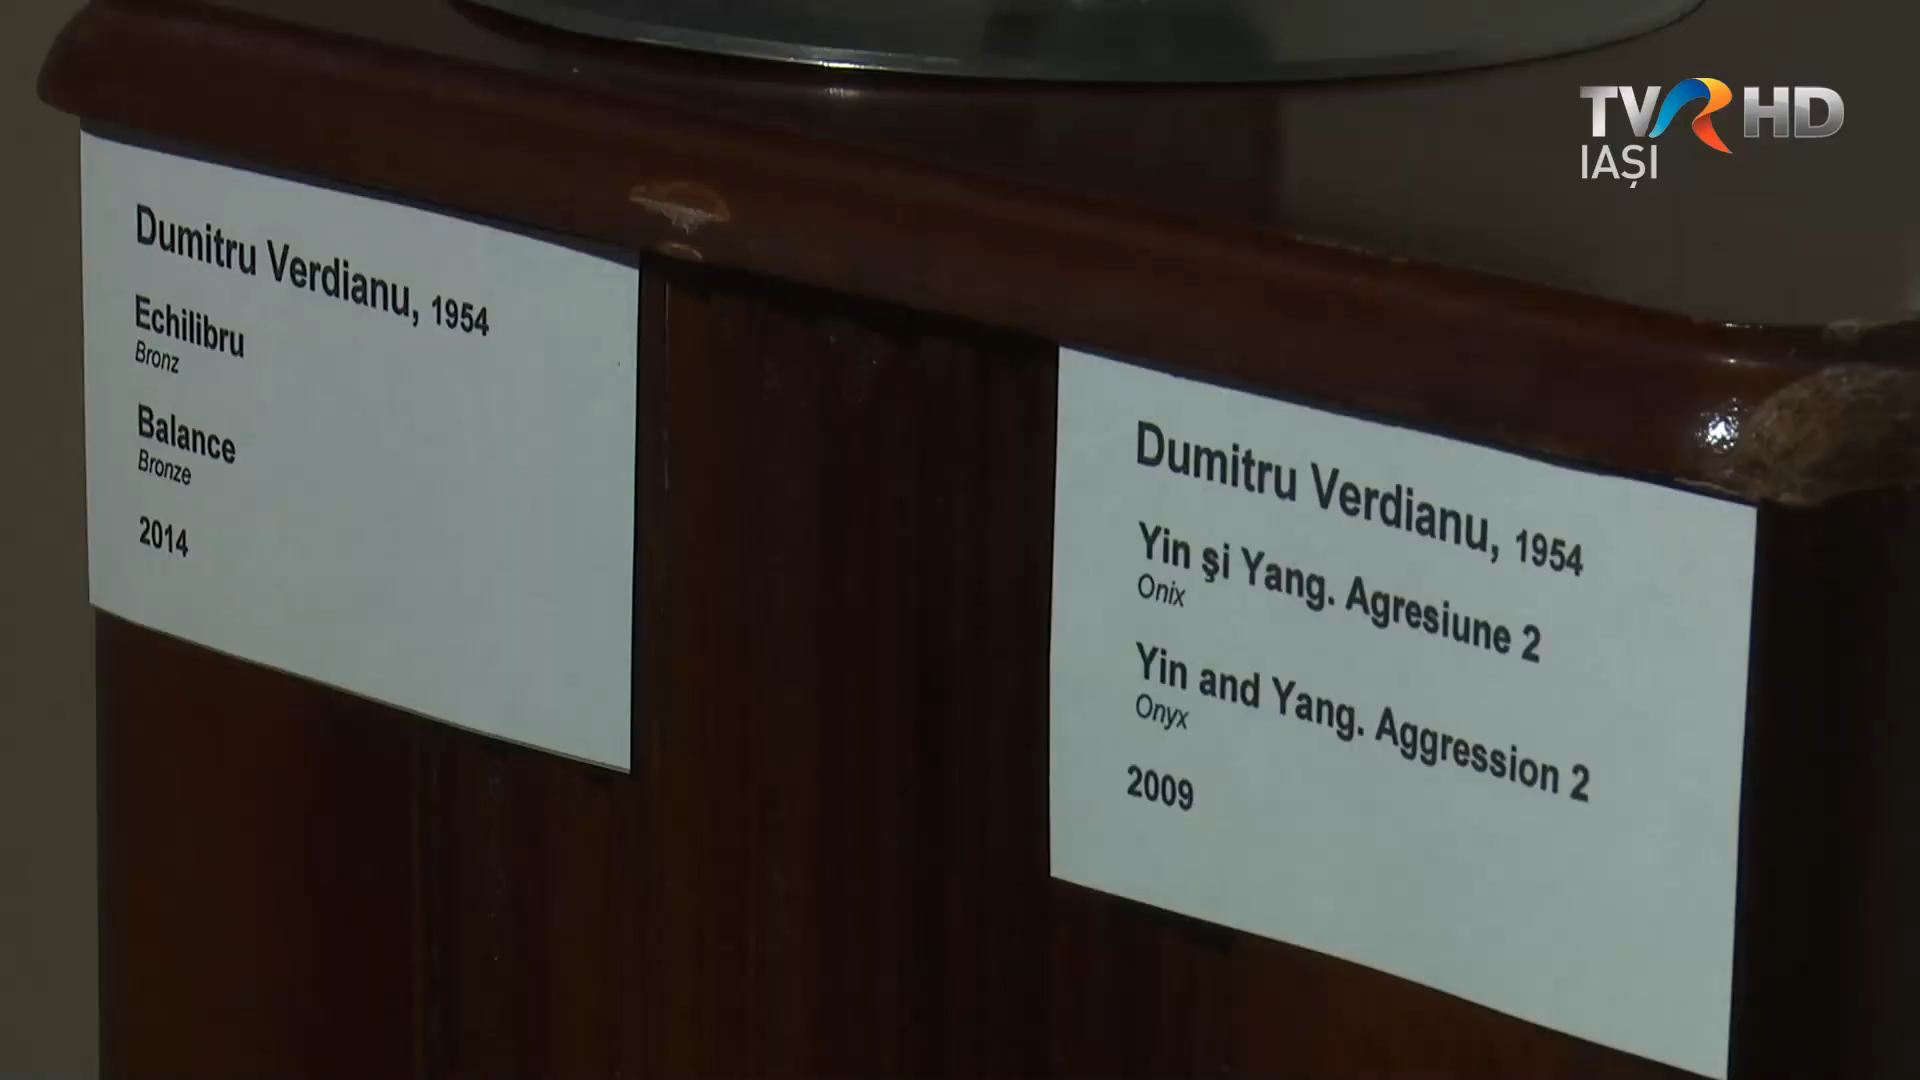 TVR HD
IAȘI
Dumitru Verdianu, 1954
Echilibru
Bronz
Balance
Bronze
2014
Dumitru Verdianu, 1954
Yin şi Yang. Agresiune 2
Onix
Yin and Yang. Aggression 2
Onyx
2009